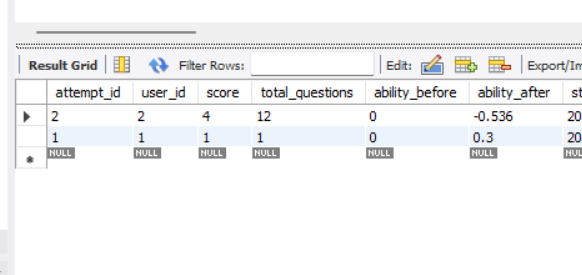 Result Grid Filter Rows: Edit: Export/Im
attempt_id user_id score total_questions ability_before ability_after st
2 2 4 12 0 -0.536 20
1 1 1 1 0 0.3 20
NULL NULL NULL NULL NULL NULL NUL